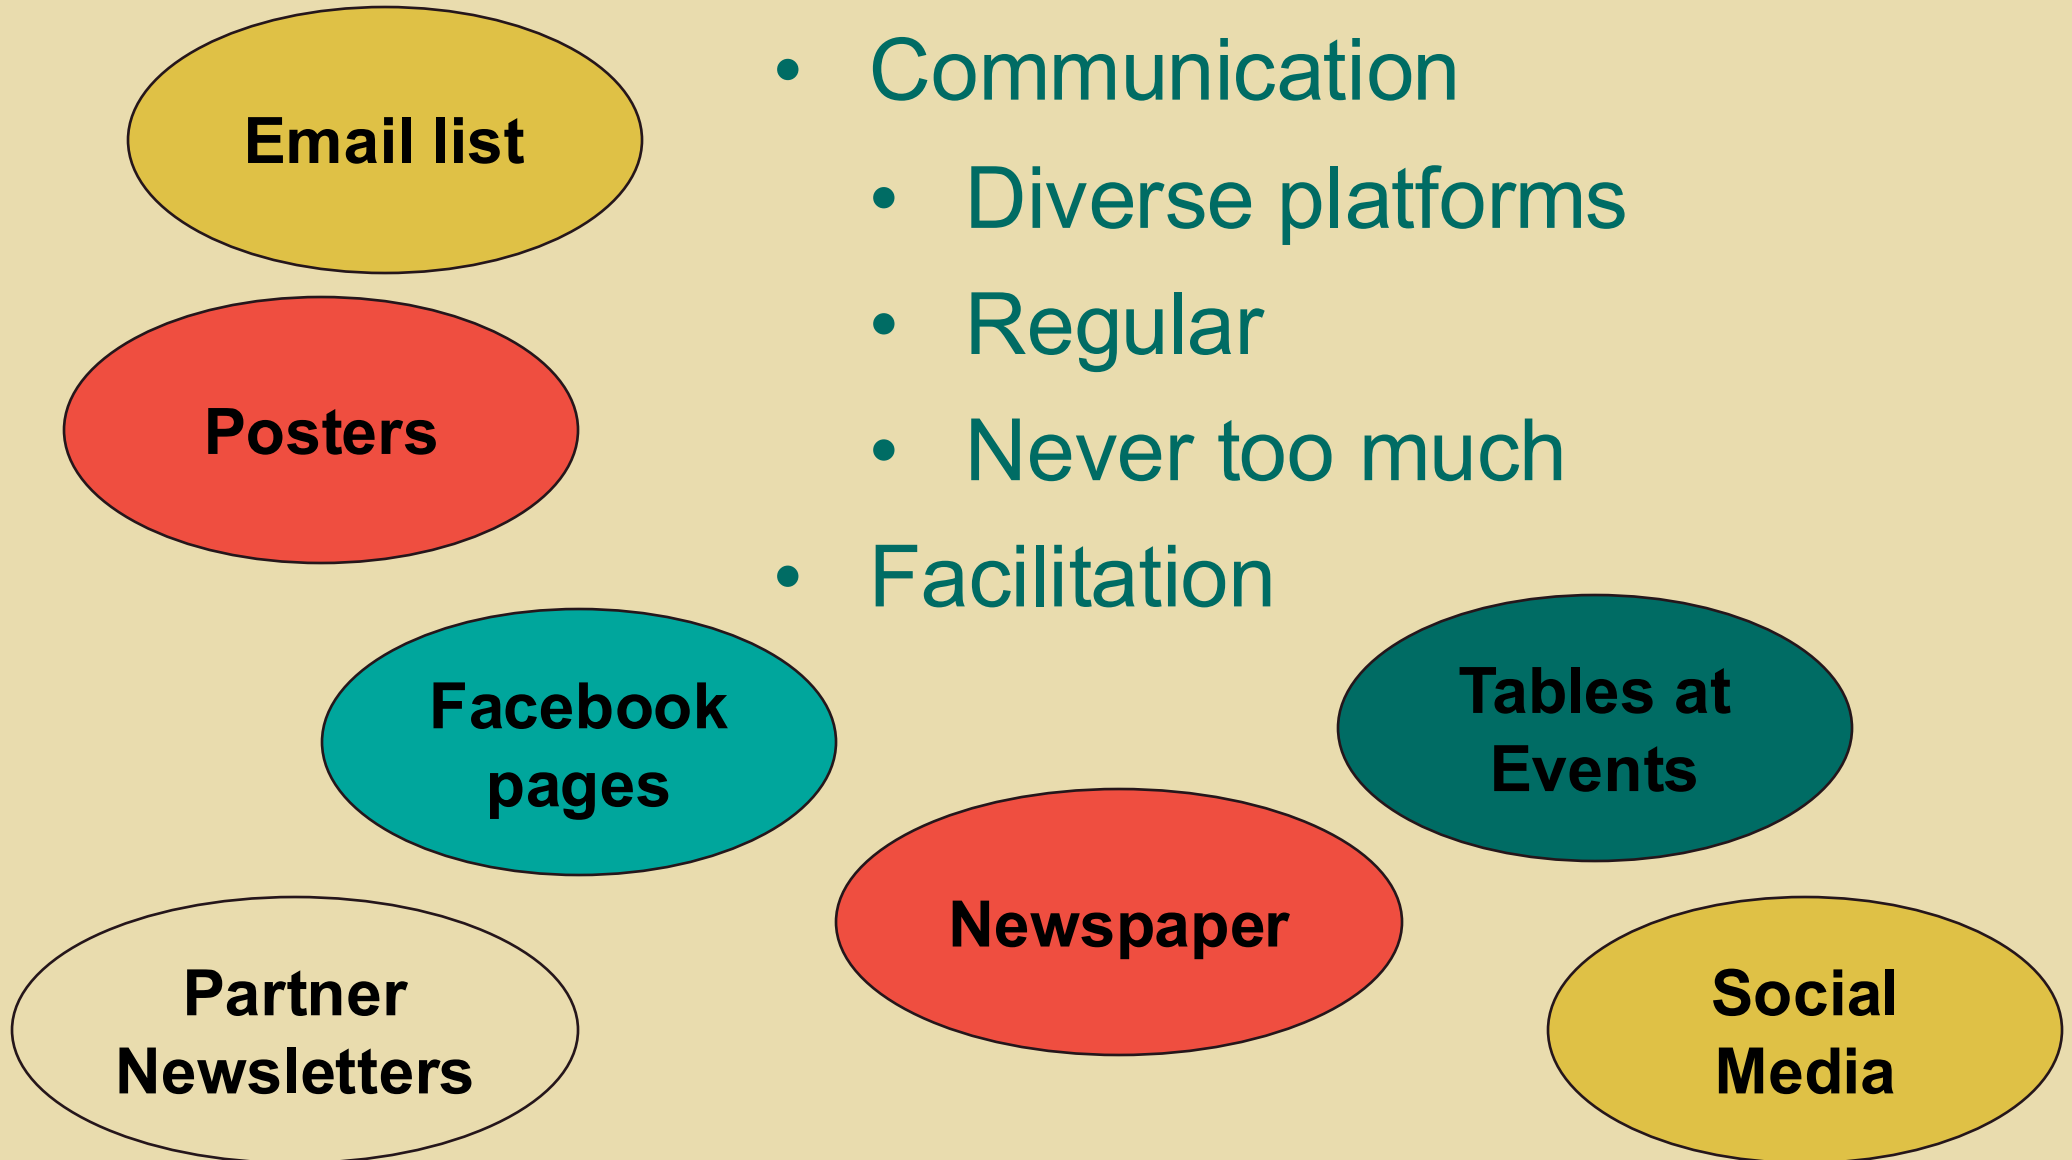 Email list
• Communication
• Diverse platforms
• Regular
• Never too much
• Facilitation
Posters
Facebook
pages
Tables at
Events
Newspaper
Partner
Newsletters
Social
Media